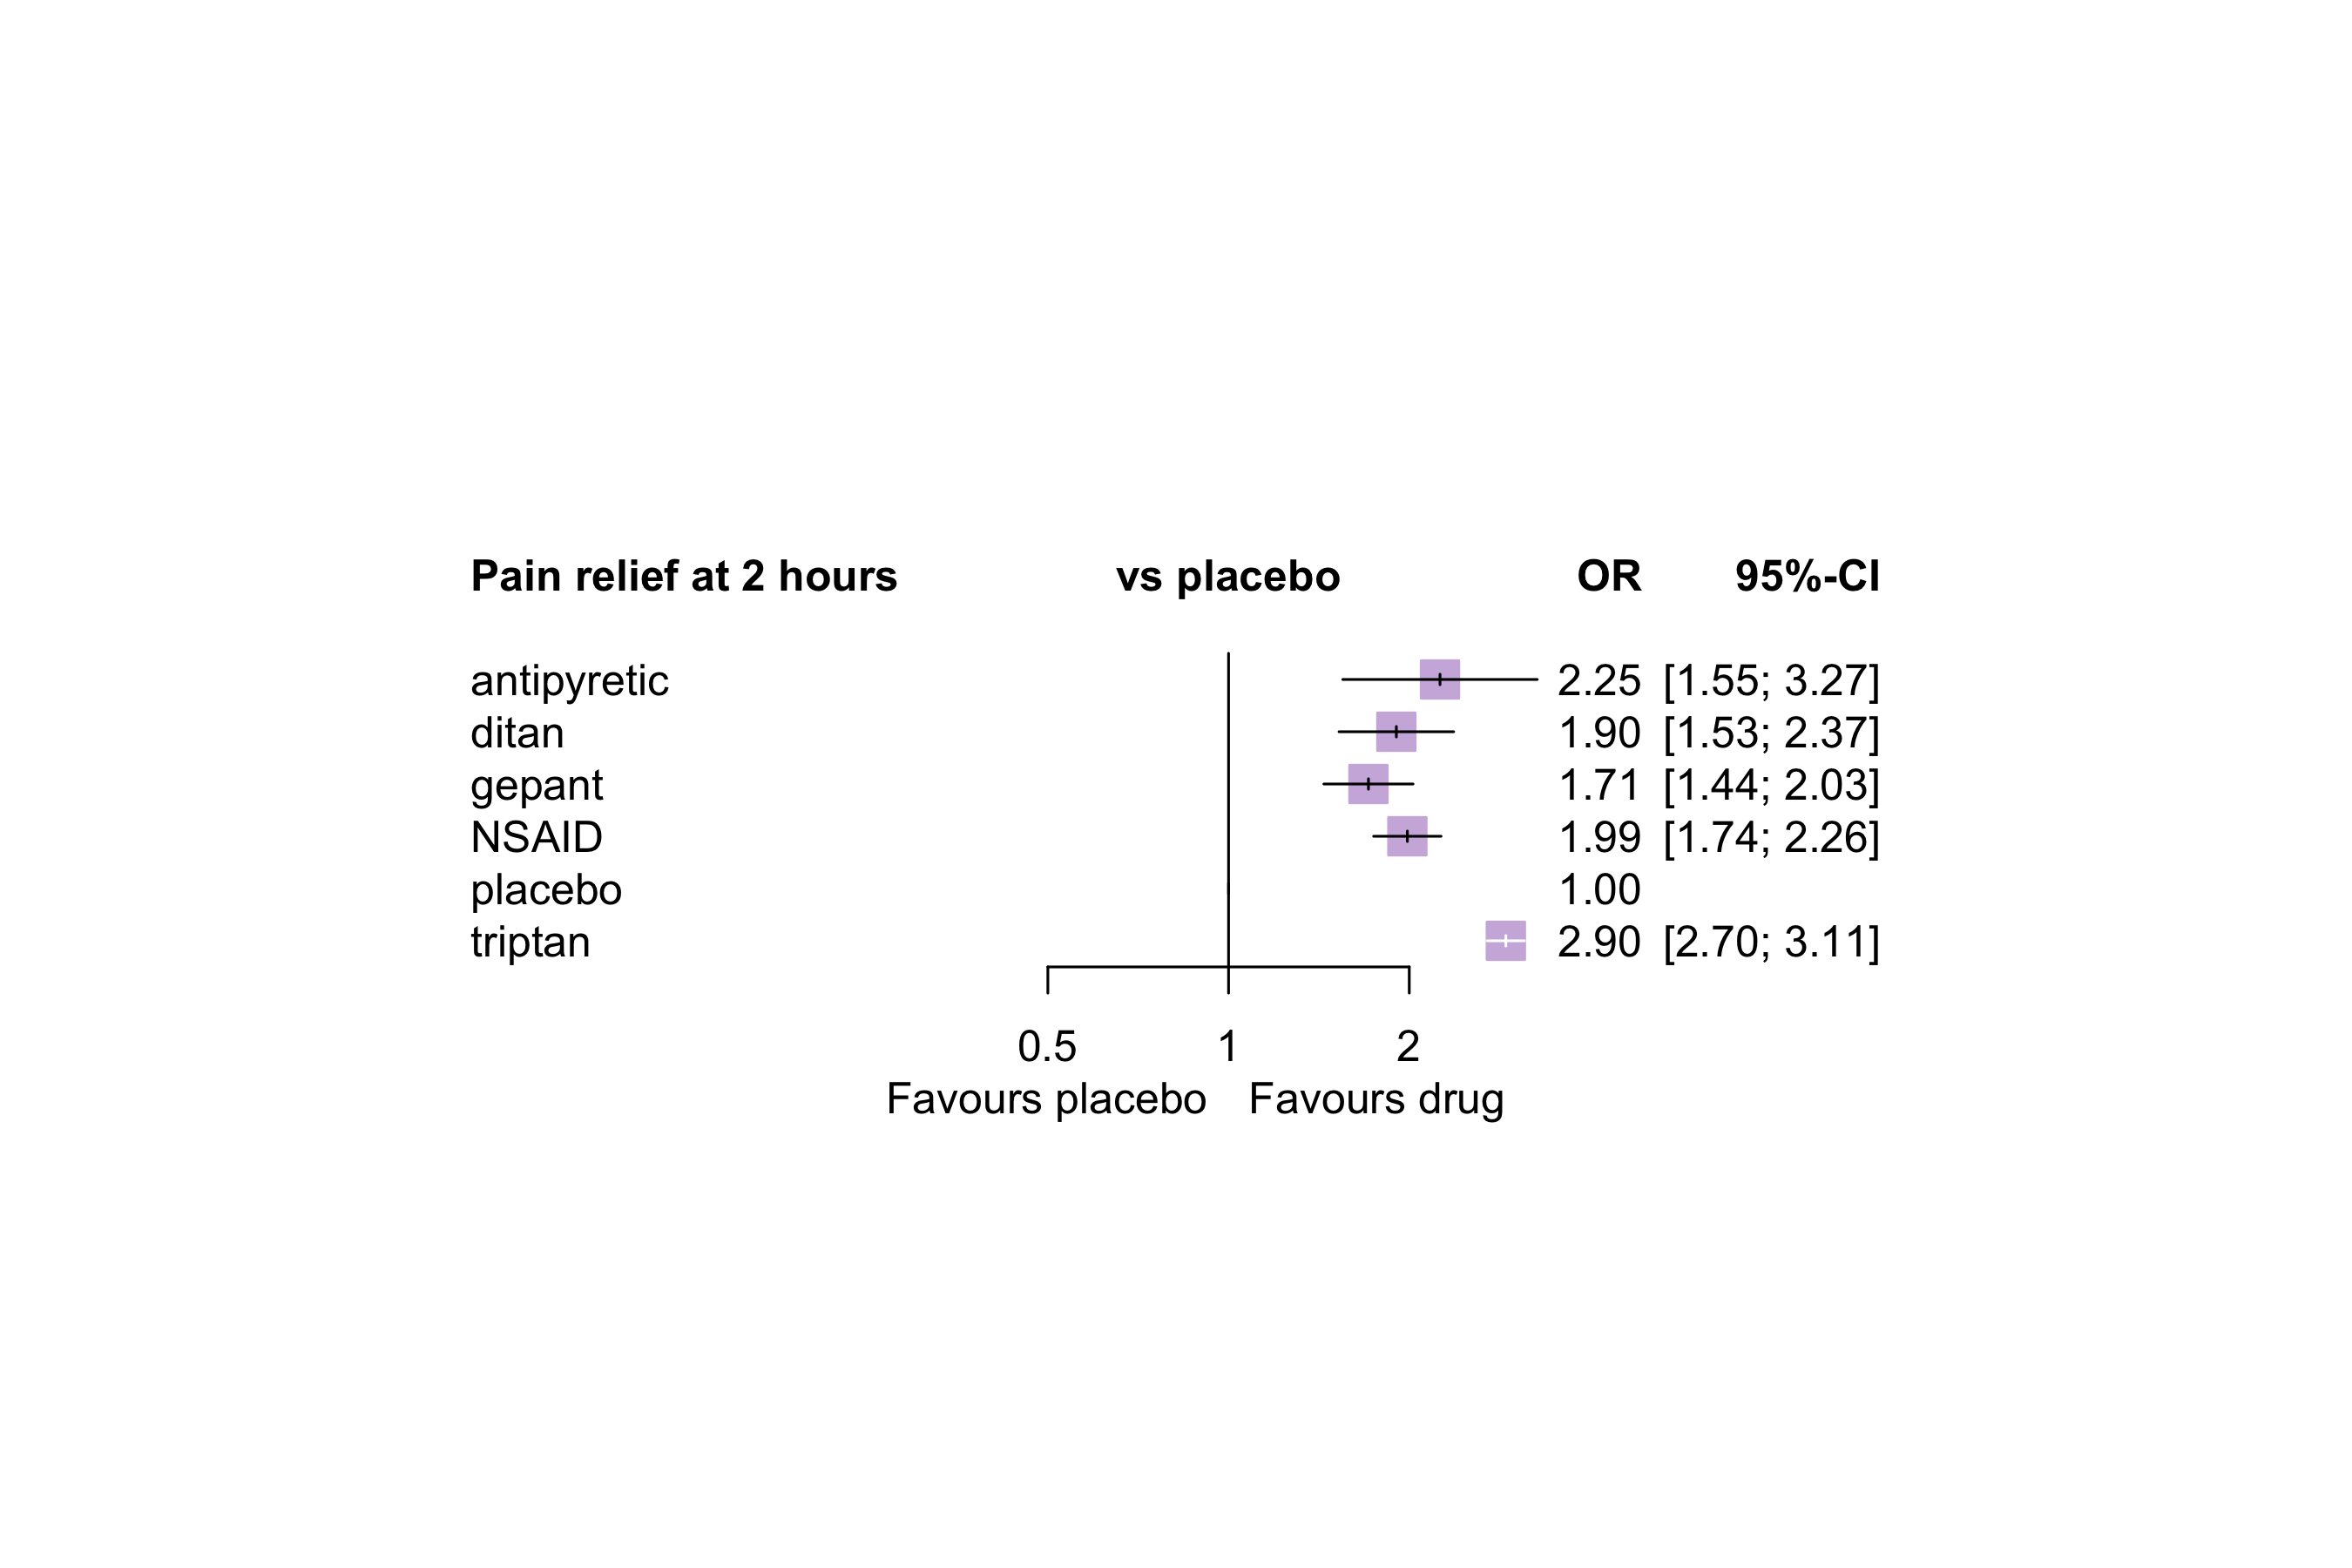 Pain relief at 2 hours vs placebo OR 95%-CI
antipyretic 2.25 [1.55; 3.27]
ditan 1.90 [1.53; 2.37]
gepant 1.71 [1.44; 2.03]
NSAID 1.99 [1.74; 2.26]
placebo 1.00
triptan 2.90 [2.70; 3.11]
0.5 1 2
Favours placebo Favours drug